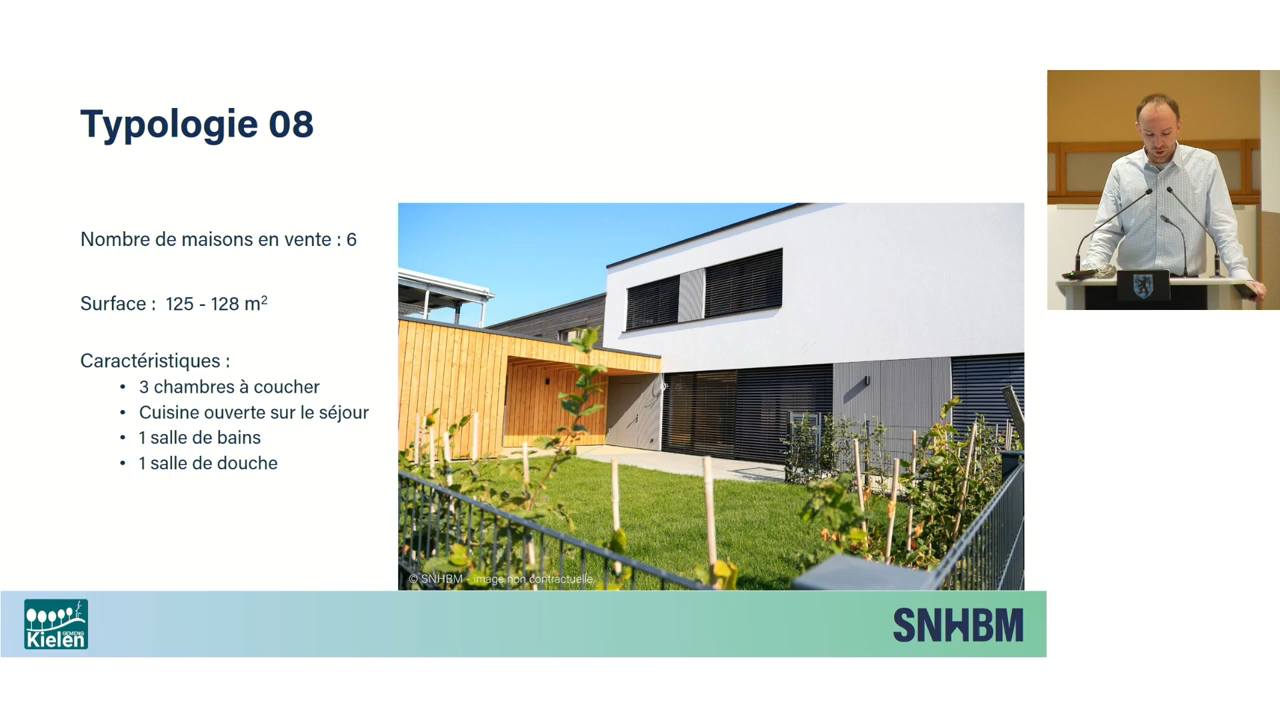 Typologie 08
Nombre de maisons en vente : 6
Surface : 125 - 128 m²
Caractéristiques :
• 3 chambres à coucher
• Cuisine ouverte sur le séjour
• 1 salle de bains
• 1 salle de douche
© SNHBM - image non contractuelle
GEMENG
Kielen
SNHBM